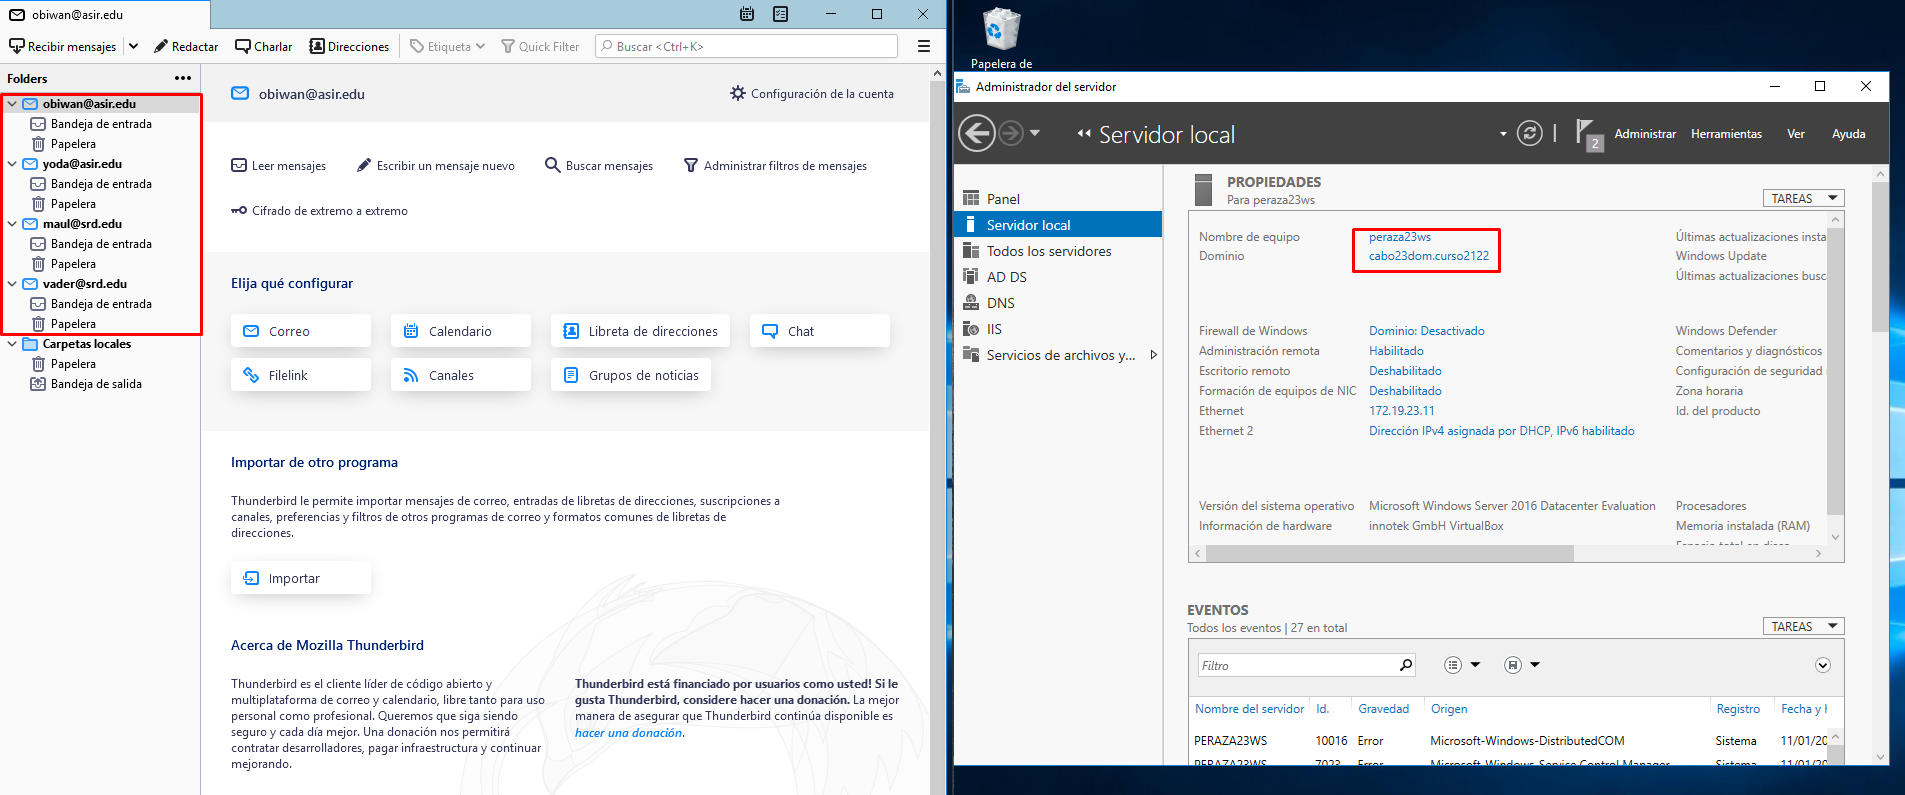 obiwan@asir.edu
Recibir mensajes
Redactar
Charlar
Direcciones
Etiqueta
Quick Filter
Buscar <Ctrl+K>
Folders
obiwan@asir.edu
Bandeja de entrada
Papelera
yoda@asir.edu
Bandeja de entrada
Papelera
maul@srd.edu
Bandeja de entrada
Papelera
vader@srd.edu
Bandeja de entrada
Papelera
Carpetas locales
Papelera
Bandeja de salida
obiwan@asir.edu
Configuración de la cuenta
Leer mensajes
Escribir un mensaje nuevo
Buscar mensajes
Administrar filtros de mensajes
Cifrado de extremo a extremo
Elija qué configurar
Correo
Calendario
Libreta de direcciones
Chat
Filelink
Canales
Grupos de noticias
Importar de otro programa
Thunderbird le permite importar mensajes de correo, entradas de libretas de direcciones, suscripciones a
canales, preferencias y filtros de otros programas de correo y formatos comunes de libretas de
direcciones.
Importar
Acerca de Mozilla Thunderbird
Thunderbird es el cliente líder de código abierto y
multiplataforma de correo y calendario, libre tanto para uso
personal como profesional. Queremos que siga siendo
seguro y cada día mejor. Una donación nos permitirá
contratar desarrolladores, pagar infraestructura y continuar
mejorando.
Thunderbird está financiado por usuarios como usted! Si le
gusta Thunderbird, considere hacer una donación. La mejor
manera de asegurar que Thunderbird continúa disponible es
hacer una donación.
Papelera de
Administrador del servidor
Servidor local
2
Administrar
Herramientas
Ver
Ayuda
Panel
Servidor local
Todos los servidores
AD DS
DNS
IIS
Servicios de archivos y...
PROPIEDADES
Para peraza23ws
TAREAS
Nombre de equipo
peraza23ws
Últimas actualizaciones insta
Dominio
cabo23dom.curso2122
Windows Update
Últimas actualizaciones busc
Firewall de Windows
Dominio: Desactivado
Windows Defender
Administración remota
Habilitado
Comentarios y diagnósticos
Escritorio remoto
Deshabilitado
Configuración de seguridad
Formación de equipos de NIC
Deshabilitado
Zona horaria
Ethernet
172.19.23.11
Id. del producto
Ethernet 2
Dirección IPv4 asignada por DHCP, IPv6 habilitado
Versión del sistema operativo
Microsoft Windows Server 2016 Datacenter Evaluation
Procesadores
Información de hardware
innotek GmbH VirtualBox
Memoria instalada (RAM)
Espacio total en disco
EVENTOS
Todos los eventos | 27 en total
TAREAS
Filtro
Nombre del servidor
Id.
Gravedad
Origen
Registro
Fecha y h
PERAZA23WS
10016
Error
Microsoft-Windows-DistributedCOM
Sistema
11/01/20
PERAZA23WS
7023
Error
Microsoft-Windows-Service Control Manager
Sistema
11/01/20